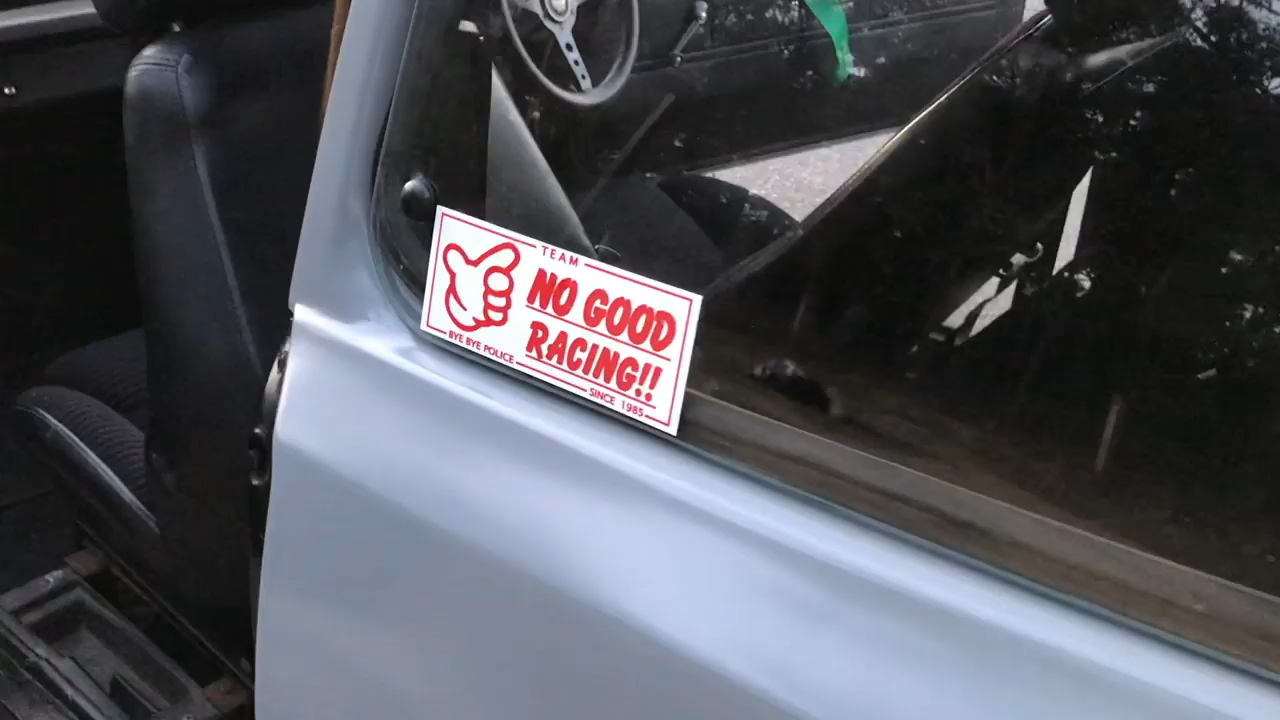 TEAM
NO GOOD
RACING!!
BYE BYE POLICE
SINCE 1985